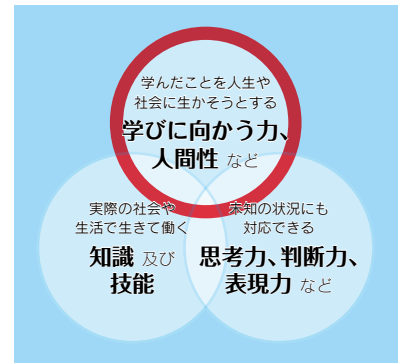 学んだことを人生や
社会に生かそうとする
学びに向かう力、
人間性 など
実際の社会や
生活で生きて働く
知識 及び
技能
未知の状況にも
対応できる
思考力、判断力、
表現力 など